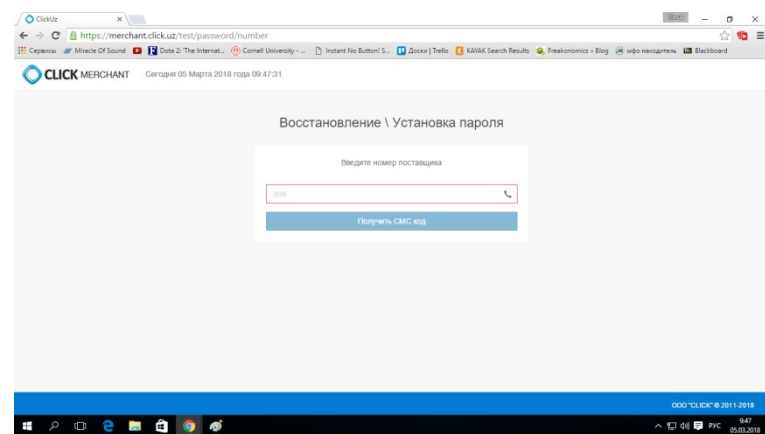 ClickUz
https://merchant.click.uz/test/password/number
Сервисы Miracle Of Sound Dota 2: The Internat... Cornell University - ... Instant No Button! S... Доски | Trello KAYAK Search Results Freakonomics » Blog мфо находитель Blackboard
CLICK MERCHANT Сегодня 05 Марта 2018 года 09:47:31
Восстановление \ Установка пароля
Введите номер поставщика
998
Получить СМС код
ООО "CLICK" © 2011-2018
РУС 9:47
05.03.2018